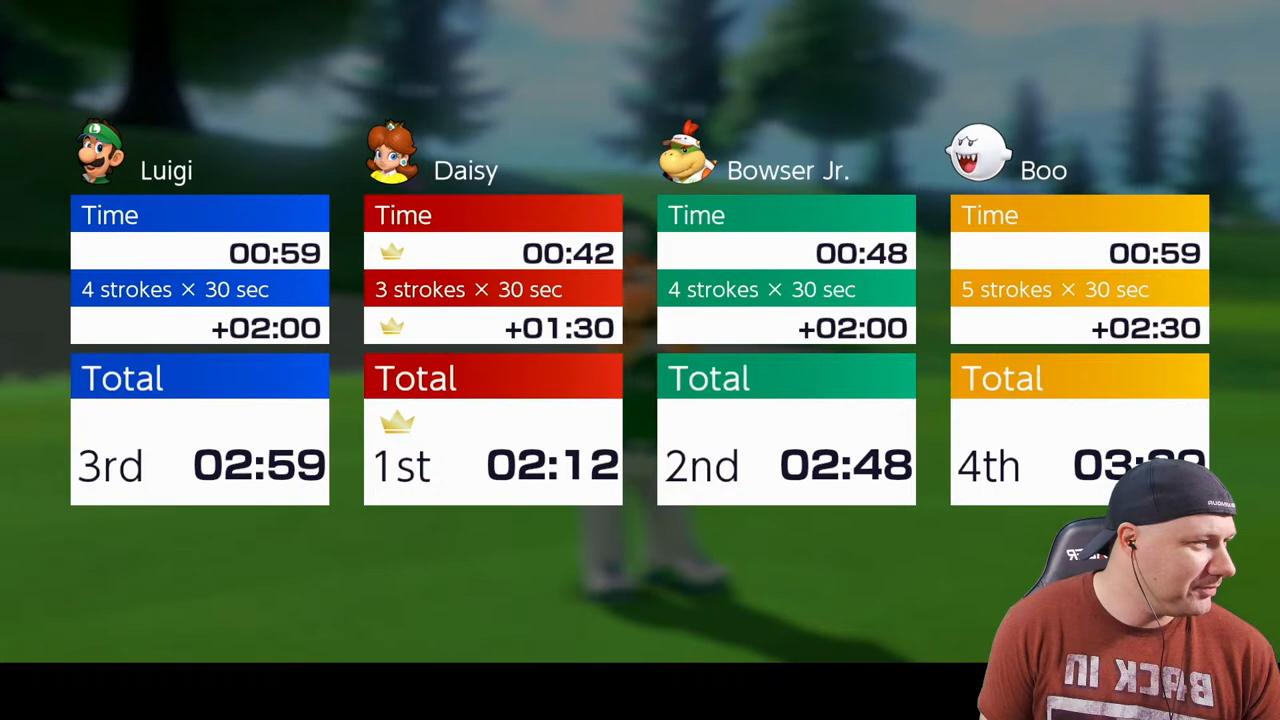 Luigi
Time
00:59
4 strokes × 30 sec
+02:00
Total
3rd 02:59
Daisy
Time
00:42
3 strokes × 30 sec
+01:30
Total
1st 02:12
Bowser Jr.
Time
00:48
4 strokes × 30 sec
+02:00
Total
2nd 02:48
Boo
Time
00:59
5 strokes × 30 sec
+02:30
Total
4th
BACK IN